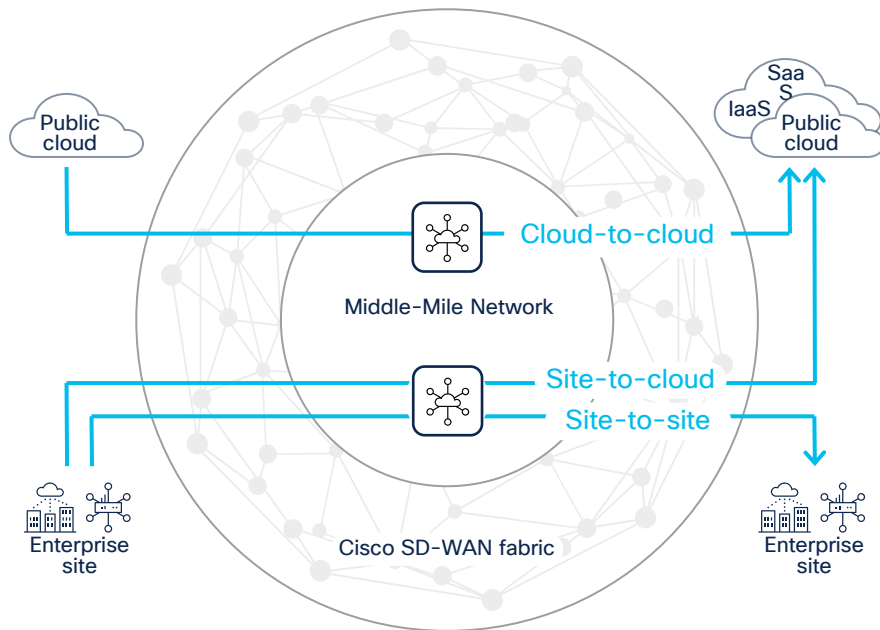 Public
cloud
Saa
S
IaaS
Public
cloud
Cloud-to-cloud
Middle-Mile Network
Site-to-cloud
Site-to-site
Enterprise
site
Cisco SD-WAN fabric
Enterprise
site